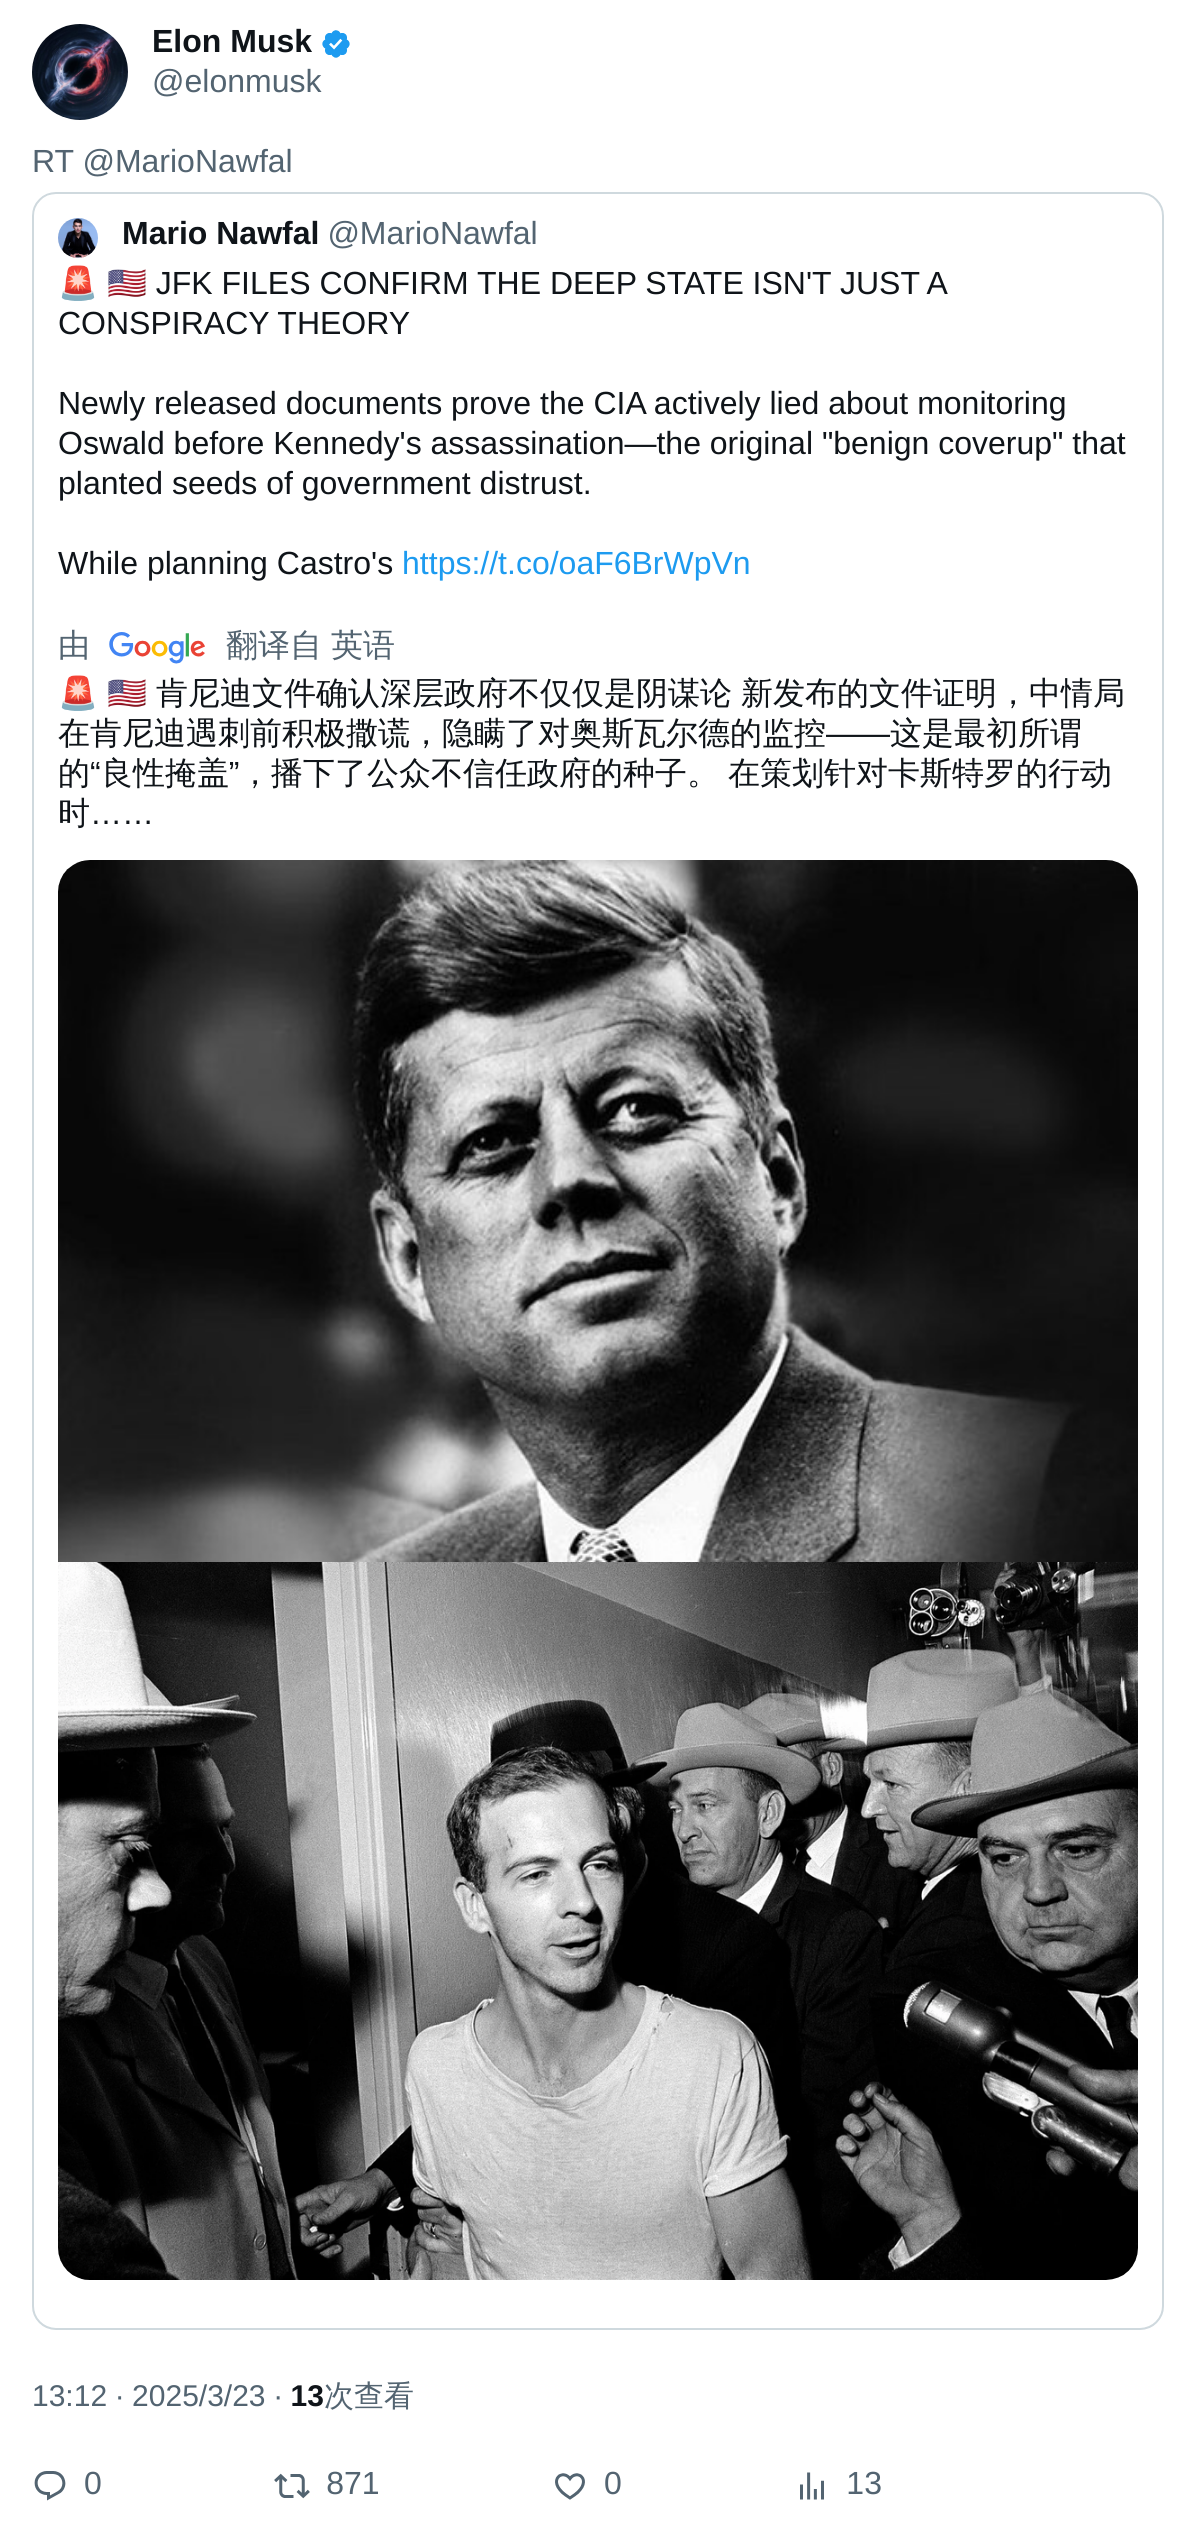 Elon Musk
@elonmusk
RT @MarioNawfal
Mario Nawfal @MarioNawfal
🚨 🇺🇸 JFK FILES CONFIRM THE DEEP STATE ISN'T JUST A
CONSPIRACY THEORY
Newly released documents prove the CIA actively lied about monitoring
Oswald before Kennedy's assassination—the original "benign coverup" that
planted seeds of government distrust.
While planning Castro's https://t.co/oaF6BrWpVn
由 Google 翻译自 英语
🚨 🇺🇸 肯尼迪文件确认深层政府不仅仅是阴谋论 新发布的文件证明，中情局
在肯尼迪遇刺前积极撒谎，隐瞒了对奥斯瓦尔德的监控——这是最初所谓
的“良性掩盖”，播下了公众不信任政府的种子。 在策划针对卡斯特罗的行动
时……
13:12 · 2025/3/23 · 13次查看
0 871 0 13